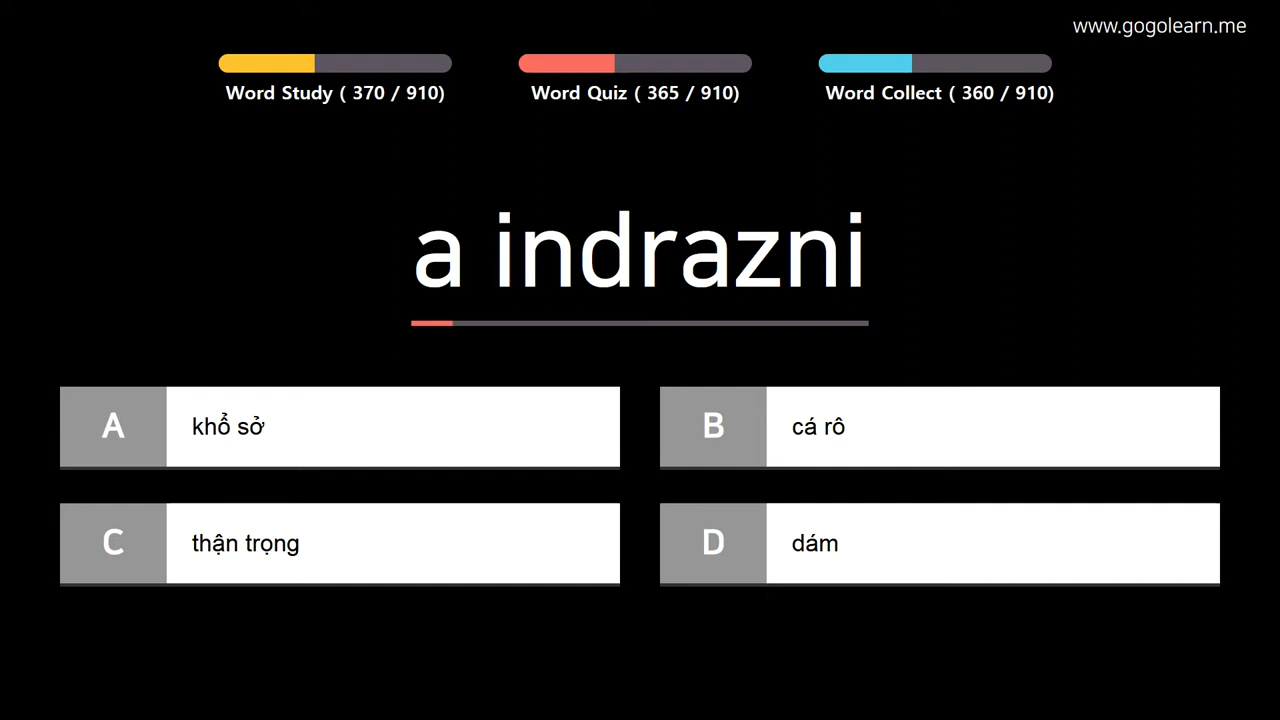 www.gogolearn.me
Word Study ( 370 / 910)
Word Quiz ( 365 / 910)
Word Collect ( 360 / 910)
a indrazni
A khổ sở
B cá rô
C thận trọng
D dám